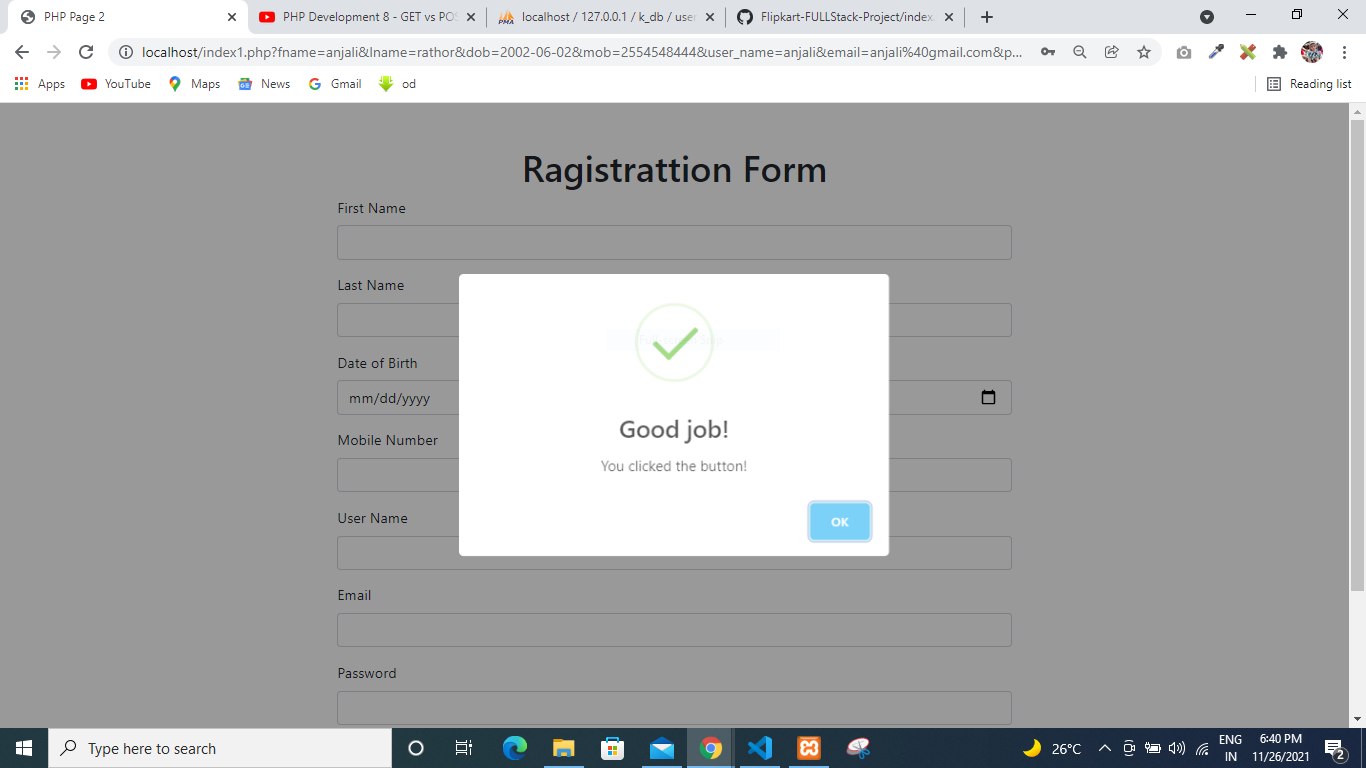 PHP Page 2
PHP Development 8 - GET vs POS
localhost / 127.0.0.1 / k_db / user
Flipkart-FULLStack-Project/index.
localhost/index1.php?fname=anjali&lname=rathor&dob=2002-06-02&mob=2554548444&user_name=anjali&email=anjali%40gmail.com&p...
Apps
YouTube
Maps
News
Gmail
od
Reading list
Ragistrattion Form
First Name
Last Name
Date of Birth
mm/dd/yyyy
Mobile Number
User Name
Email
Password
Good job!
You clicked the button!
OK
Type here to search
26°C
ENG
IN
6:40 PM
11/26/2021
2